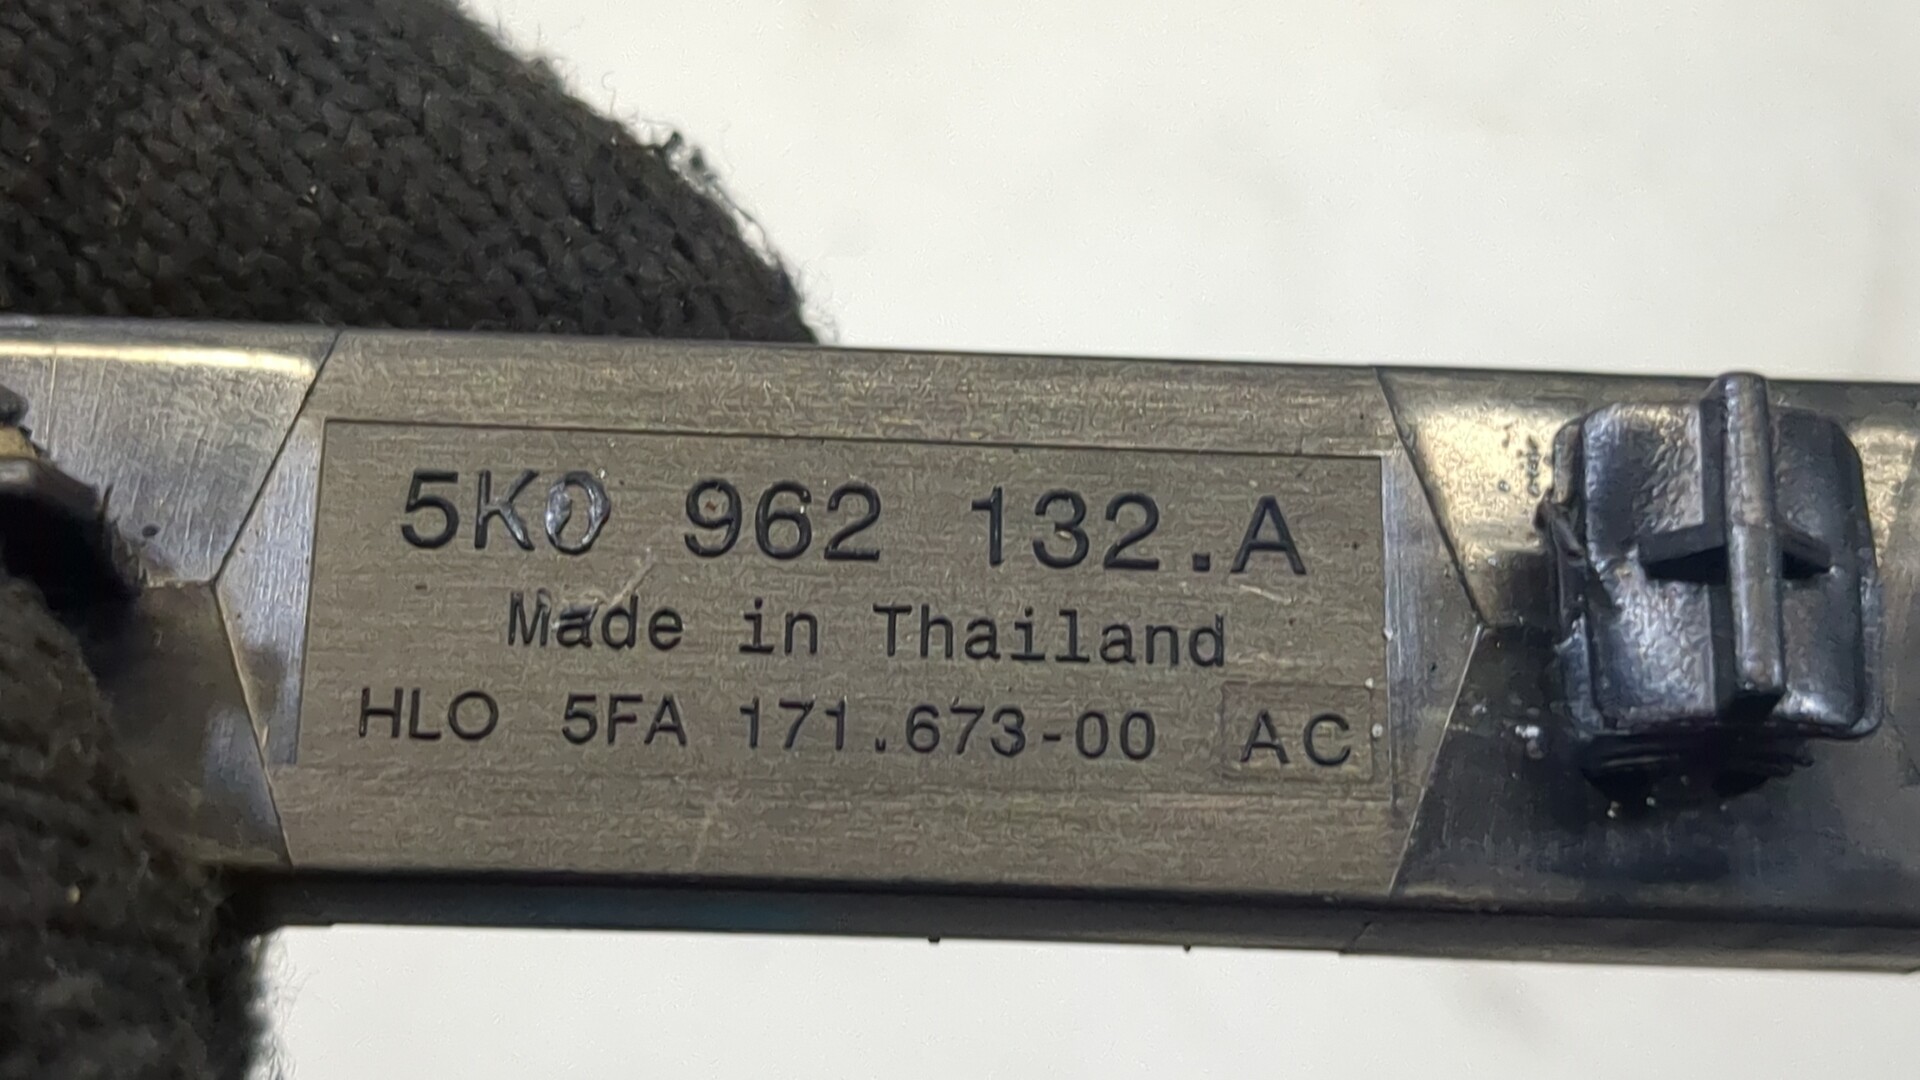 5K0 962 132.A
Made in Thailand
HLO 5FA 171.673-00 AC